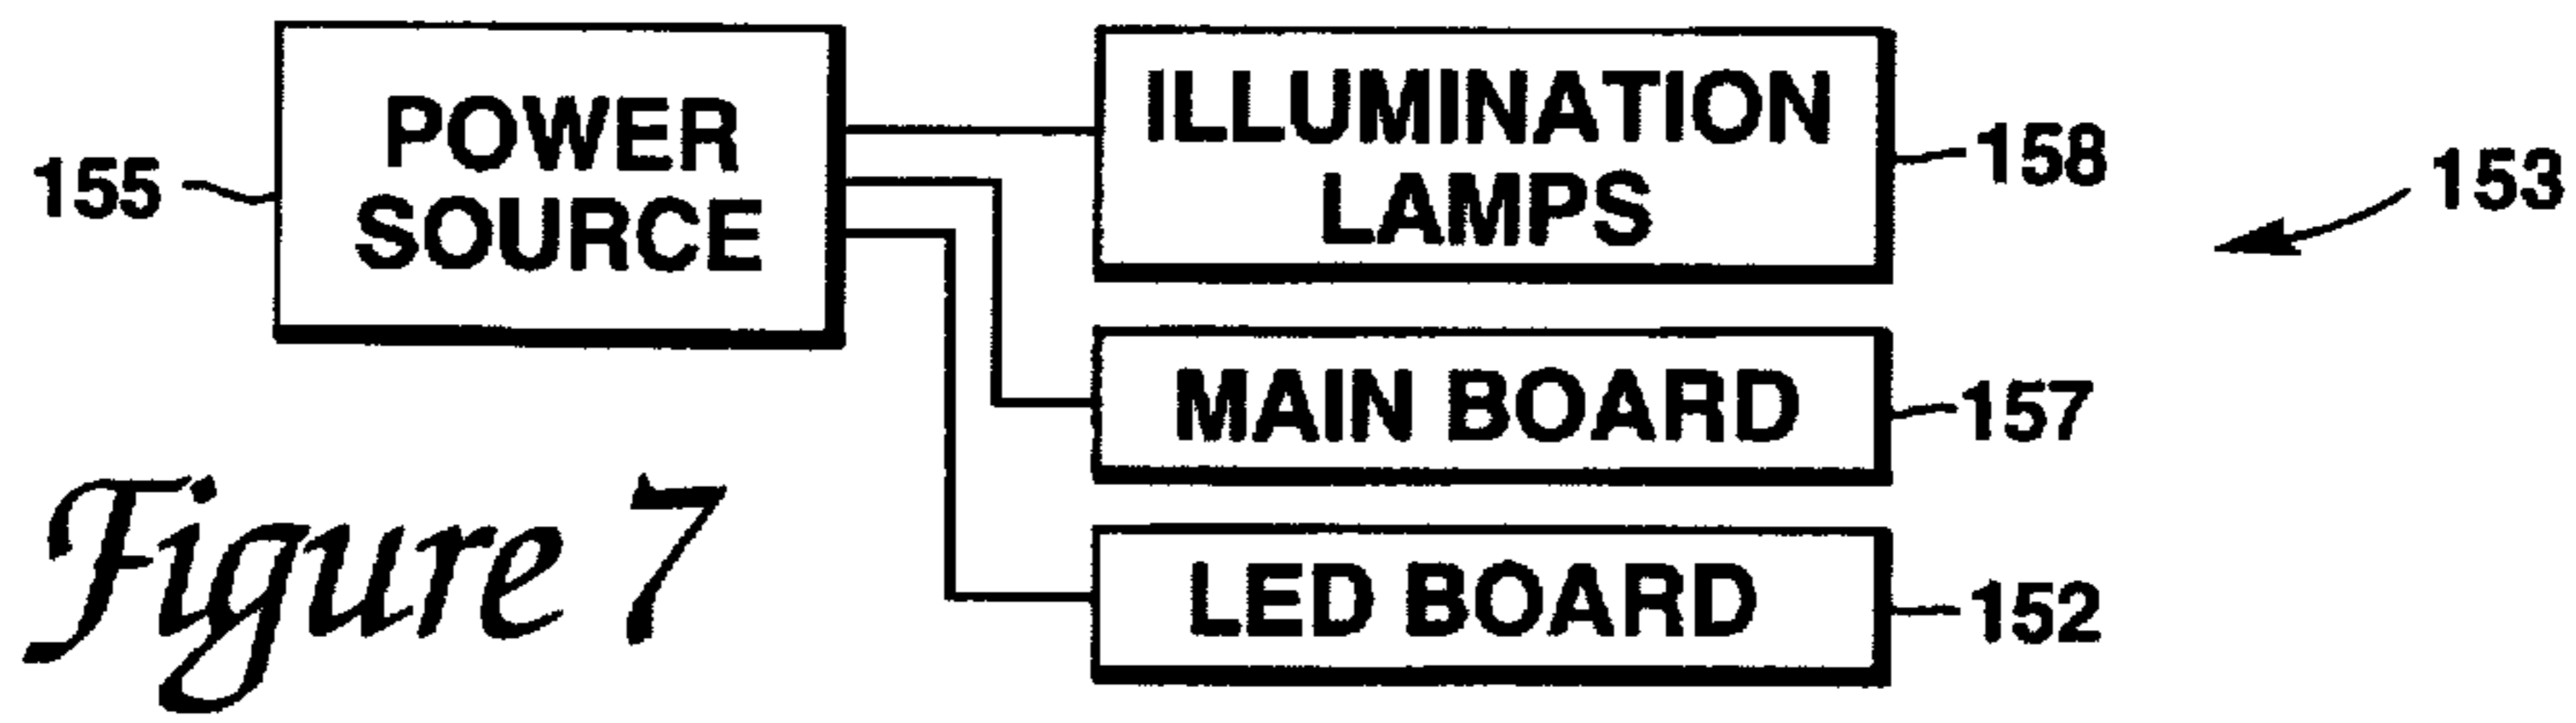 155
POWER
SOURCE
ILLUMINATION
LAMPS
158
153
MAIN BOARD
157
LED BOARD
152
Figure 7